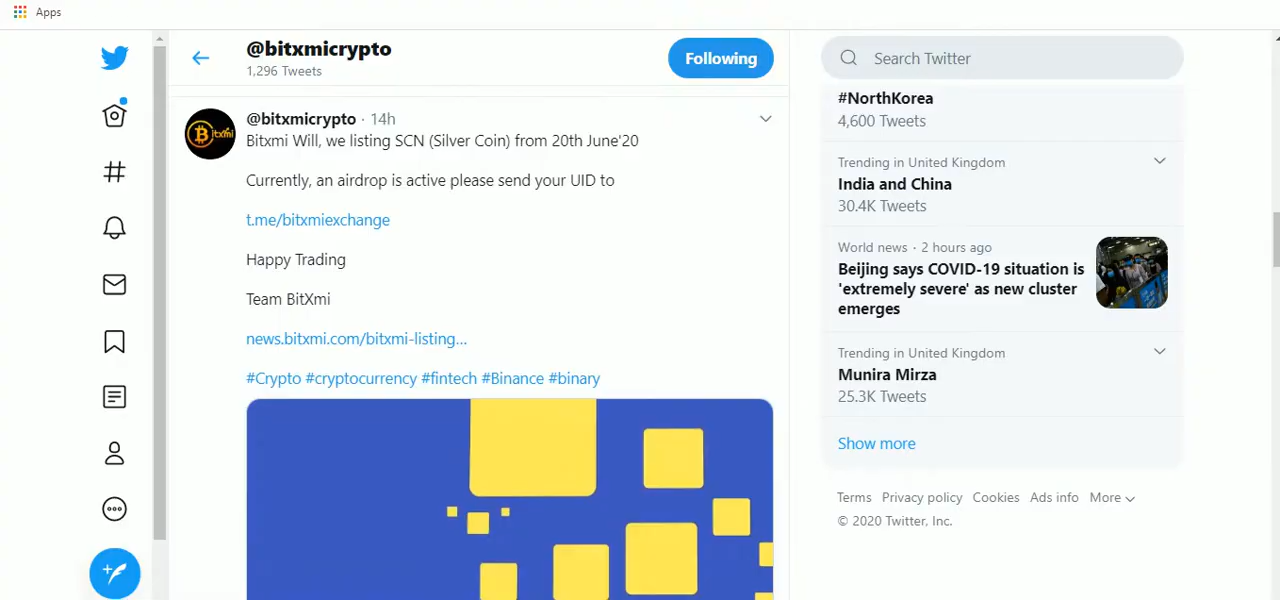 Apps
@bitxmicrypto
1,296 Tweets
Following
@bitxmicrypto · 14h
Bitxmi Will, we listing SCN (Silver Coin) from 20th June'20
Currently, an airdrop is active please send your UID to
t.me/bitxmiexchange
Happy Trading
Team BitXmi
news.bitxmi.com/bitxmi-listing...
#Crypto #cryptocurrency #fintech #Binance #binary
Bitxmi
Search Twitter
#NorthKorea
4,600 Tweets
Trending in United Kingdom
India and China
30.4K Tweets
World news · 2 hours ago
Beijing says COVID-19 situation is
'extremely severe' as new cluster
emerges
Trending in United Kingdom
Munira Mirza
25.3K Tweets
Show more
Terms Privacy policy Cookies Ads info More
© 2020 Twitter, Inc.